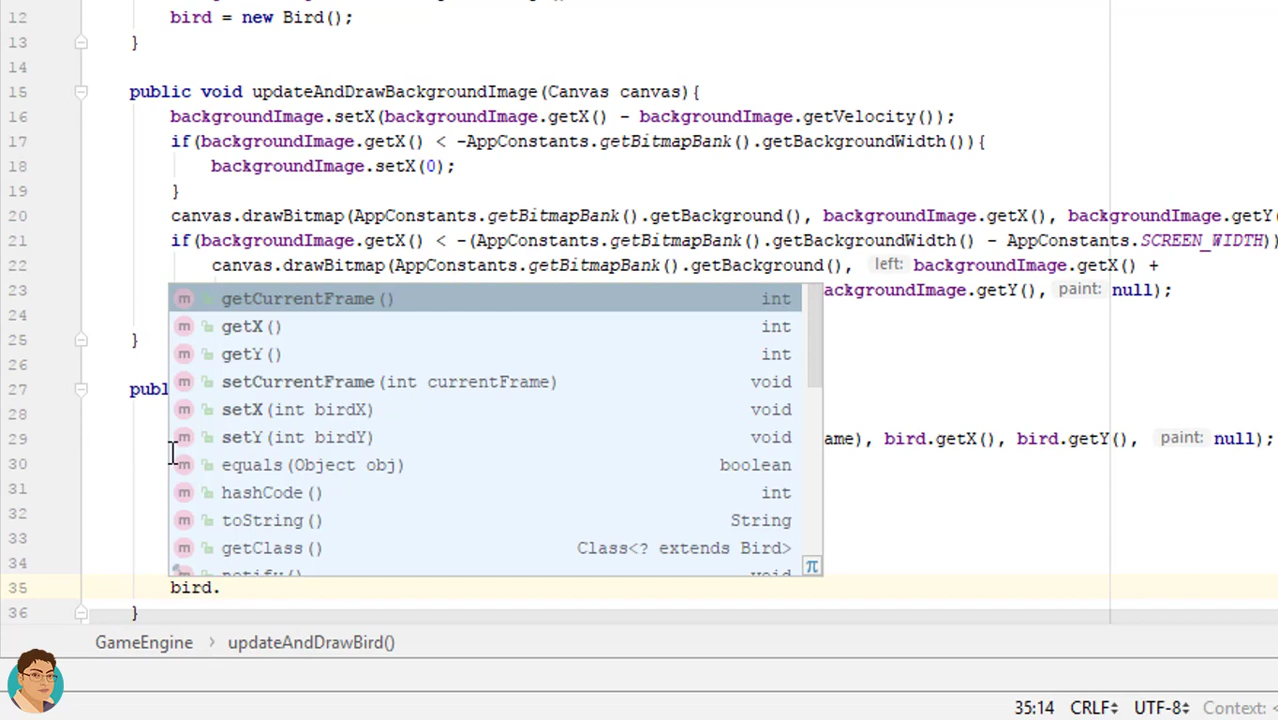 12 bird = new Bird();
13 }
14
15 public void updateAndDrawBackgroundImage(Canvas canvas){
16 backgroundImage.setX(backgroundImage.getX() - backgroundImage.getVelocity());
17 if(backgroundImage.getX() < -AppConstants.getBitmapBank().getBackgroundWidth()){
18 backgroundImage.setX(0);
19 }
20 canvas.drawBitmap(AppConstants.getBitmapBank().getBackground(), backgroundImage.getX(), backgroundImage.getY(
21 if(backgroundImage.getX() < -(AppConstants.getBitmapBank().getBackgroundWidth() - AppConstants.SCREEN_WIDTH))
22 canvas.drawBitmap(AppConstants.getBitmapBank().getBackground(), left: backgroundImage.getX() +
23 ackgroundImage.getY(), paint: null);
24 getCurrentFrame() int
getX() int
25 }
getY() int
26
27 publ
setCurrentFrame(int currentFrame) void
28 setX(int birdX) void
29 setY(int birdY) void ame), bird.getX(), bird.getY(), paint: null);
30 equals(Object obj) boolean
31 hashCode() int
32 toString() String
33 getClass() Class<? extends Bird>
34 notify() void
π
35 bird.
36 }
GameEngine › updateAndDrawBird()
35:14 CRLF UTF-8 Context: